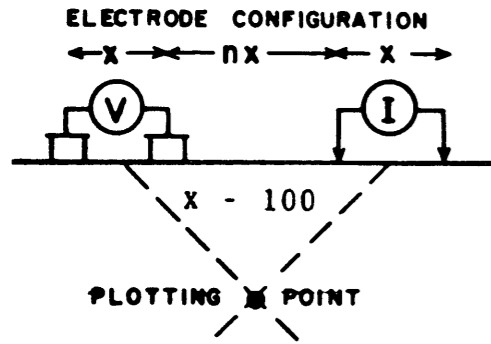 ELECTRODE CONFIGURATION
x nx x
V I
x - 100
PLOTTING POINT